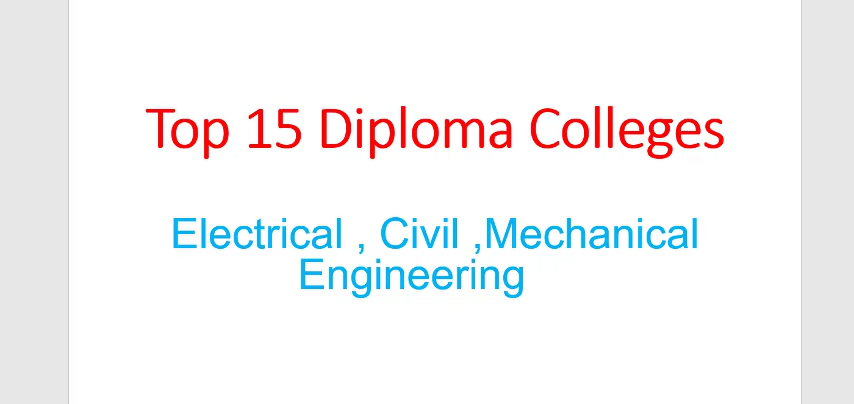 Top 15 Diploma Colleges
Electrical , Civil ,Mechanical
Engineering